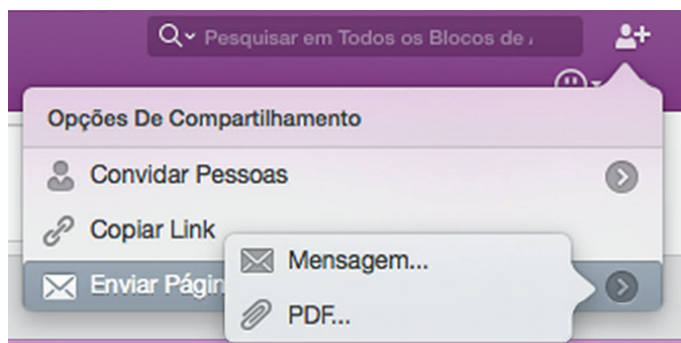 Pesquisar em Todos os Blocos de
Opções De Compartilhamento
Convidar Pessoas
Copiar Link
Mensagem...
Enviar Págin
PDF...